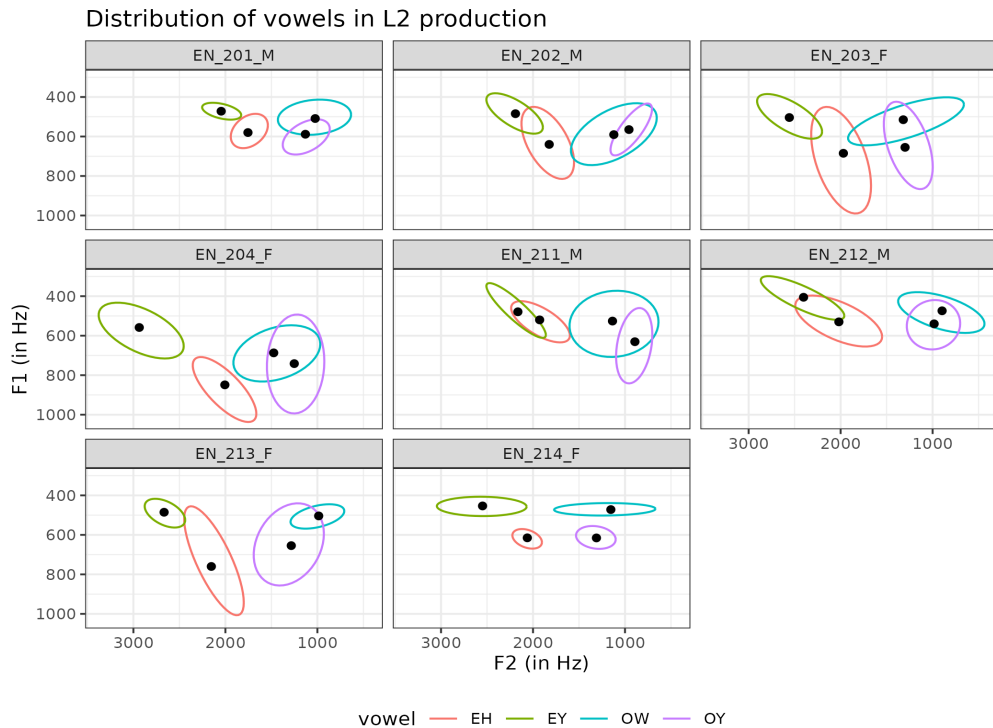 Distribution of vowels in L2 production
EN_201_M EN_202_M EN_203_F
400
600
800
1000
EN_204_F EN_211_M EN_212_M
400
600
800
1000
3000 2000 1000
EN_213_F EN_214_F
400
600
800
1000
3000 2000 1000 3000 2000 1000
F1 (in Hz)
F2 (in Hz)
vowel EH EY OW OY